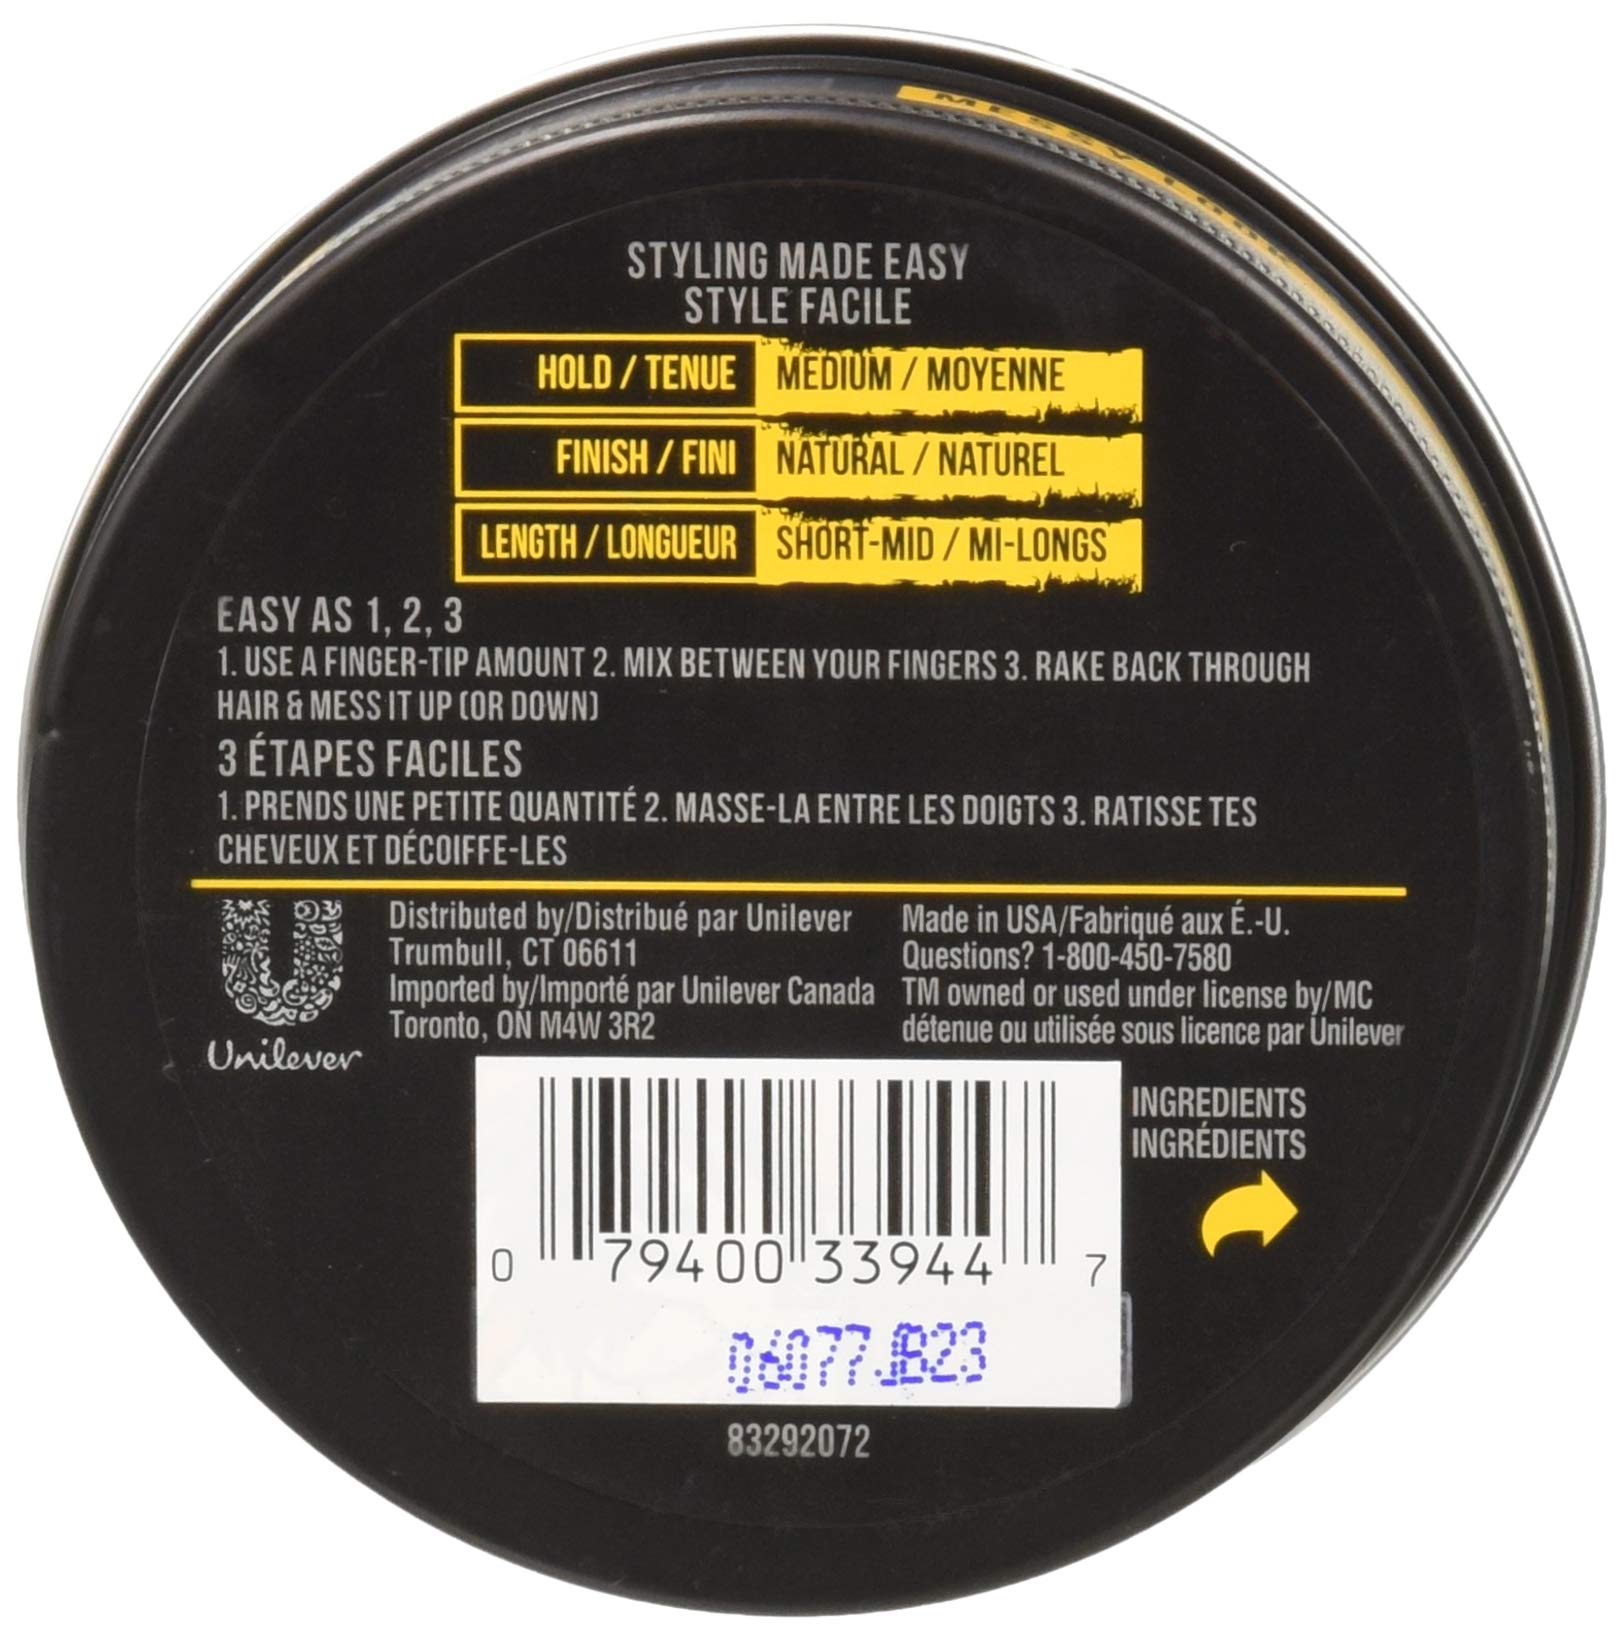 MESSY LOOK
STYLING MADE EASY
STYLE FACILE
HOLD / TENUE MEDIUM / MOYENNE
FINISH / FINI NATURAL / NATUREL
LENGTH / LONGUEUR SHORT-MID / MI-LONGS
EASY AS 1, 2, 3
1. USE A FINGER-TIP AMOUNT 2. MIX BETWEEN YOUR FINGERS 3. RAKE BACK THROUGH
HAIR & MESS IT UP (OR DOWN)
3 ÉTAPES FACILES
1. PRENDS UNE PETITE QUANTITÉ 2. MASSE-LA ENTRE LES DOIGTS 3. RATISSE TES
CHEVEUX ET DÉCOIFFE-LES
Unilever
Distributed by/Distribué par Unilever
Trumbull, CT 06611
Imported by/Importé par Unilever Canada
Toronto, ON M4W 3R2
Made in USA/Fabriqué aux É.-U.
Questions? 1-800-450-7580
TM owned or used under license by/MC
détenue ou utilisée sous licence par Unilever
INGREDIENTS
INGRÉDIENTS
0 79400 33944 7
06077JB23
83292072